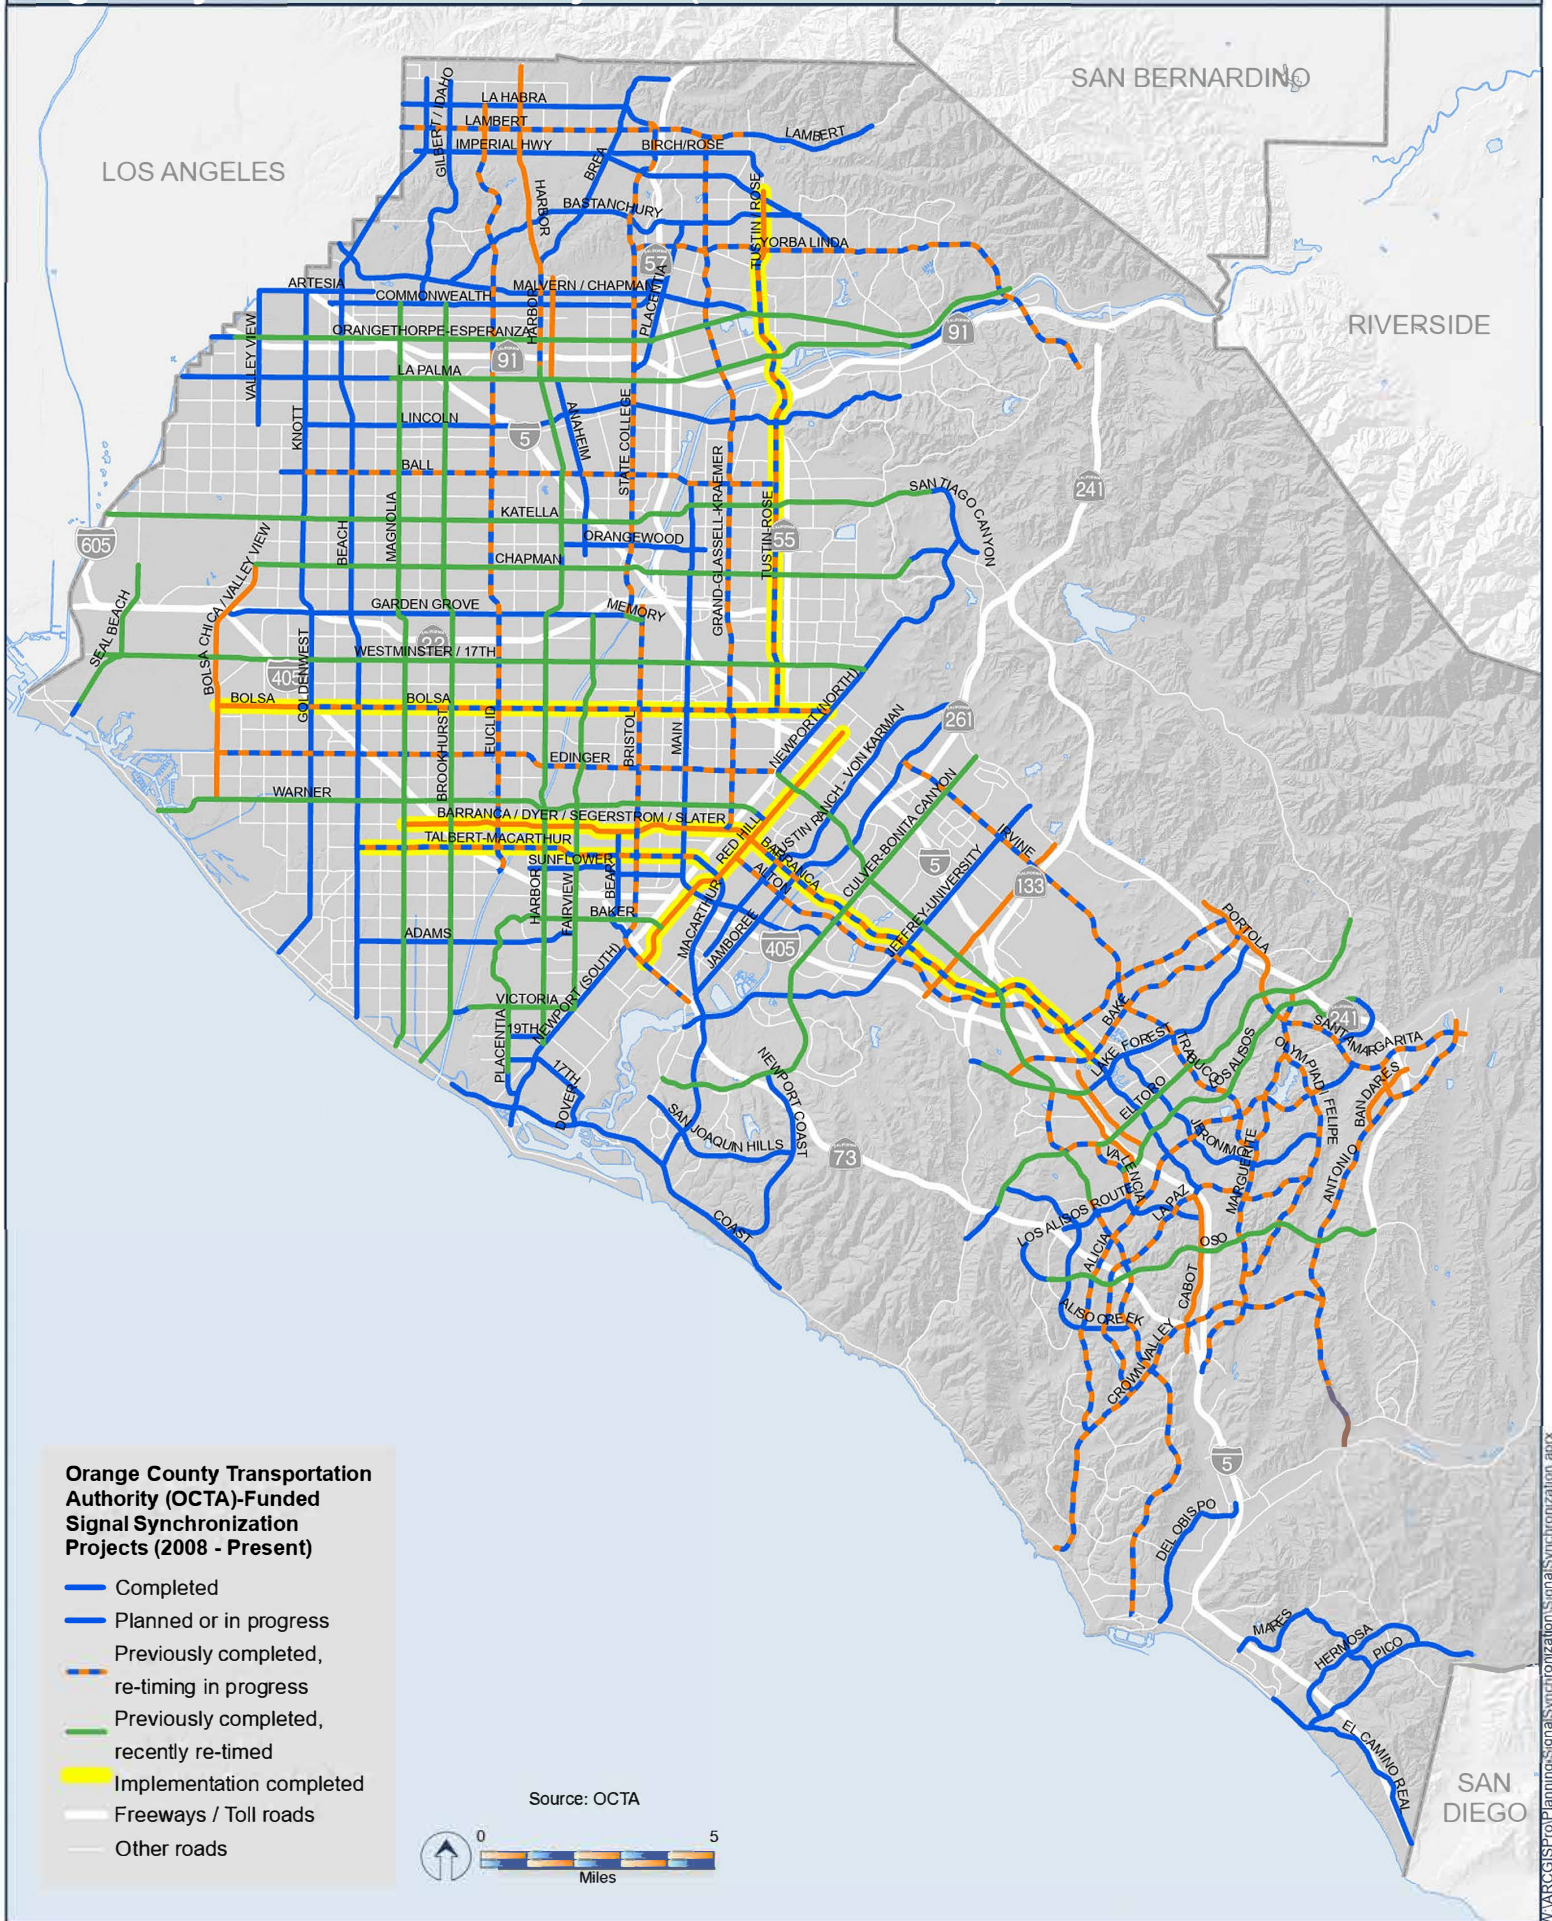 SAN BERNARDINO
LOS ANGELES
RIVERSIDE
SAN
DIEGO
LA HABRA
GILBERT / IDAHO
LAMBERT
LAMBERT
IMPERIAL HWY
BREA
BIRCH/ROSE
HARBOR
BASTANCHURY
TUSTIN / ROSE
YORBA LINDA
57
ARTESIA
COMMONWEALTH
MALVERN / CHAPMAN
PLACENTIA
VALLEY VIEW
ORANGETHORPE-ESPERANZA
HARBOR
91
91
LA PALMA
KNOTT
LINCOLN
5
ANAHEIM
STATE COLLEGE
BALL
GRAND-GLASSELL-KRAEMER
TUSTIN-ROSE
SANTIAGO CANYON
241
605
BEACH
MAGNOLIA
KATELLA
ORANGEWOOD
55
CHAPMAN
BOLSA CHICA / VALLEY VIEW
SEAL BEACH
GARDEN GROVE
MEMORY
22
WESTMINSTER / 17TH
405
GOLDENWEST
BOLSA
BOLSA
BROOKHURST
EUCLID
BRISTOL
MAIN
NEWPORT (NORTH)
261
EDINGER
TUSTIN RANCH - VON KARMAN
WARNER
BARRANCA / DYER / SEGERSTROM / SLATER
TALBERT-MACARTHUR
SUNFLOWER
RED HILL
BARRANCA
ALTON
CULVER-BONITA CANYON
IRVINE
5
133
JEFFREY-UNIVERSITY
HARBOR
FAIRVIEW
BEAR
BAKER
MACARTHUR
JAMBOREE
405
ADAMS
PORTOLA
VICTORIA
NEWPORT (SOUTH)
19TH
PLACENTIA
17TH
DOVER
NEWPORT COAST
SAN JOAQUIN HILLS
73
COAST
BAKE
LAKE FOREST
TRABUCO
LOS ALISOS
OLYMPIAD
FELIPE
SANTA MARGARITA
241
BANDARES
ANTONIO
EL TORO
JERONIMO
MARGUERITE
VALENCIA
LA PAZ
LOS ALISOS ROUTE
ALICIA
OSO
CABOT
ALISO CREEK
CROWN VALLEY
5
DEL OBISPO
MARES
HERMOSA
PICO
EL CAMINO REAL
Orange County Transportation
Authority (OCTA)-Funded
Signal Synchronization
Projects (2008 - Present)
Completed
Planned or in progress
Previously completed,
re-timing in progress
Previously completed,
recently re-timed
Implementation completed
Freeways / Toll roads
Other roads
Source: OCTA
0 5
Miles